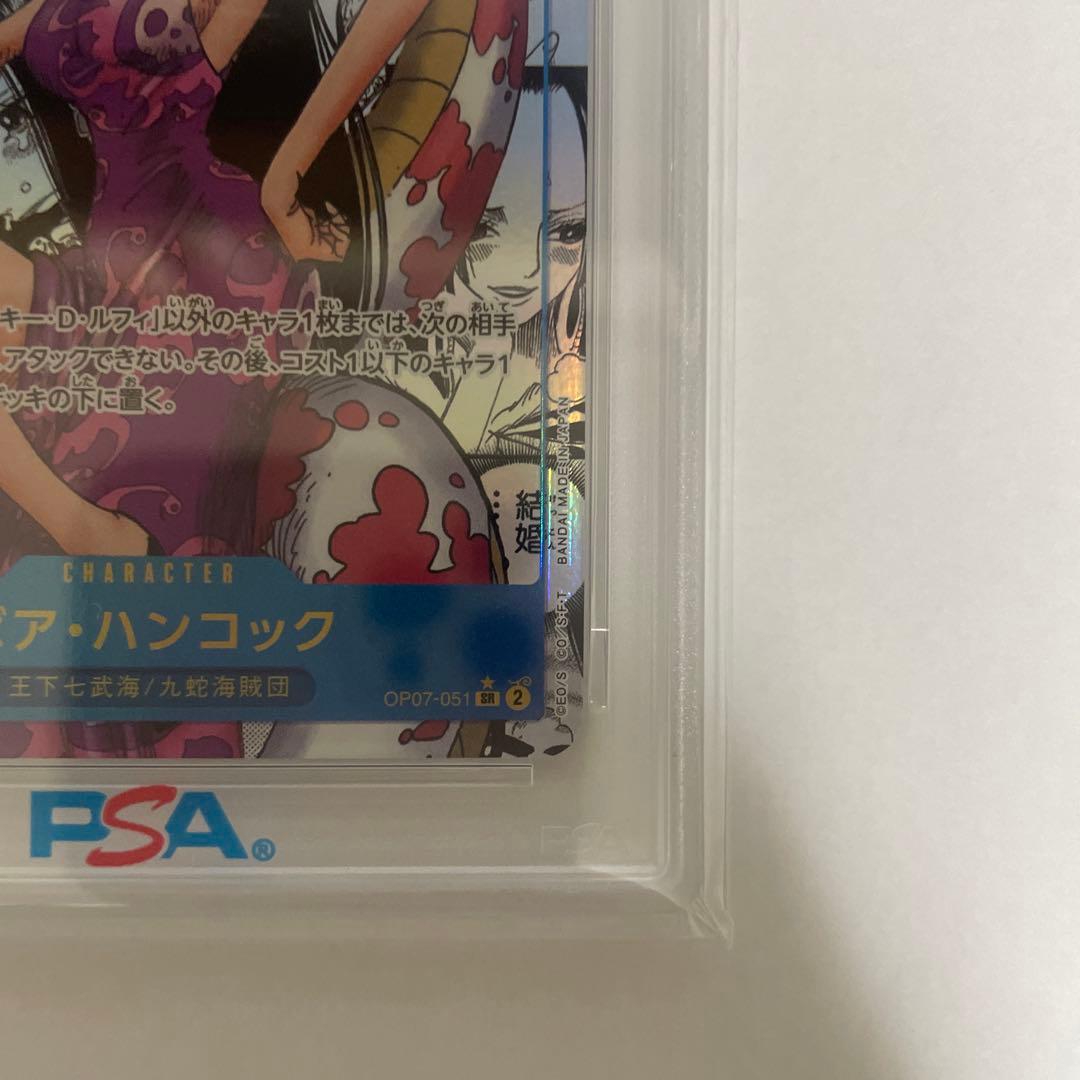 キー・D・ルフィ」以外のキャラ1枚までは、次の相手
、アタックできない。その後、コスト1以下のキャラ1
デッキの下に置く。
結婚
…
CHARACTER
ビア・ハンコック
王下七武海/九蛇海賊団
OP07-051 SR 2
©EO/S CO/S・F・T BANDAI MADE IN JAPAN
PSA®
PSA